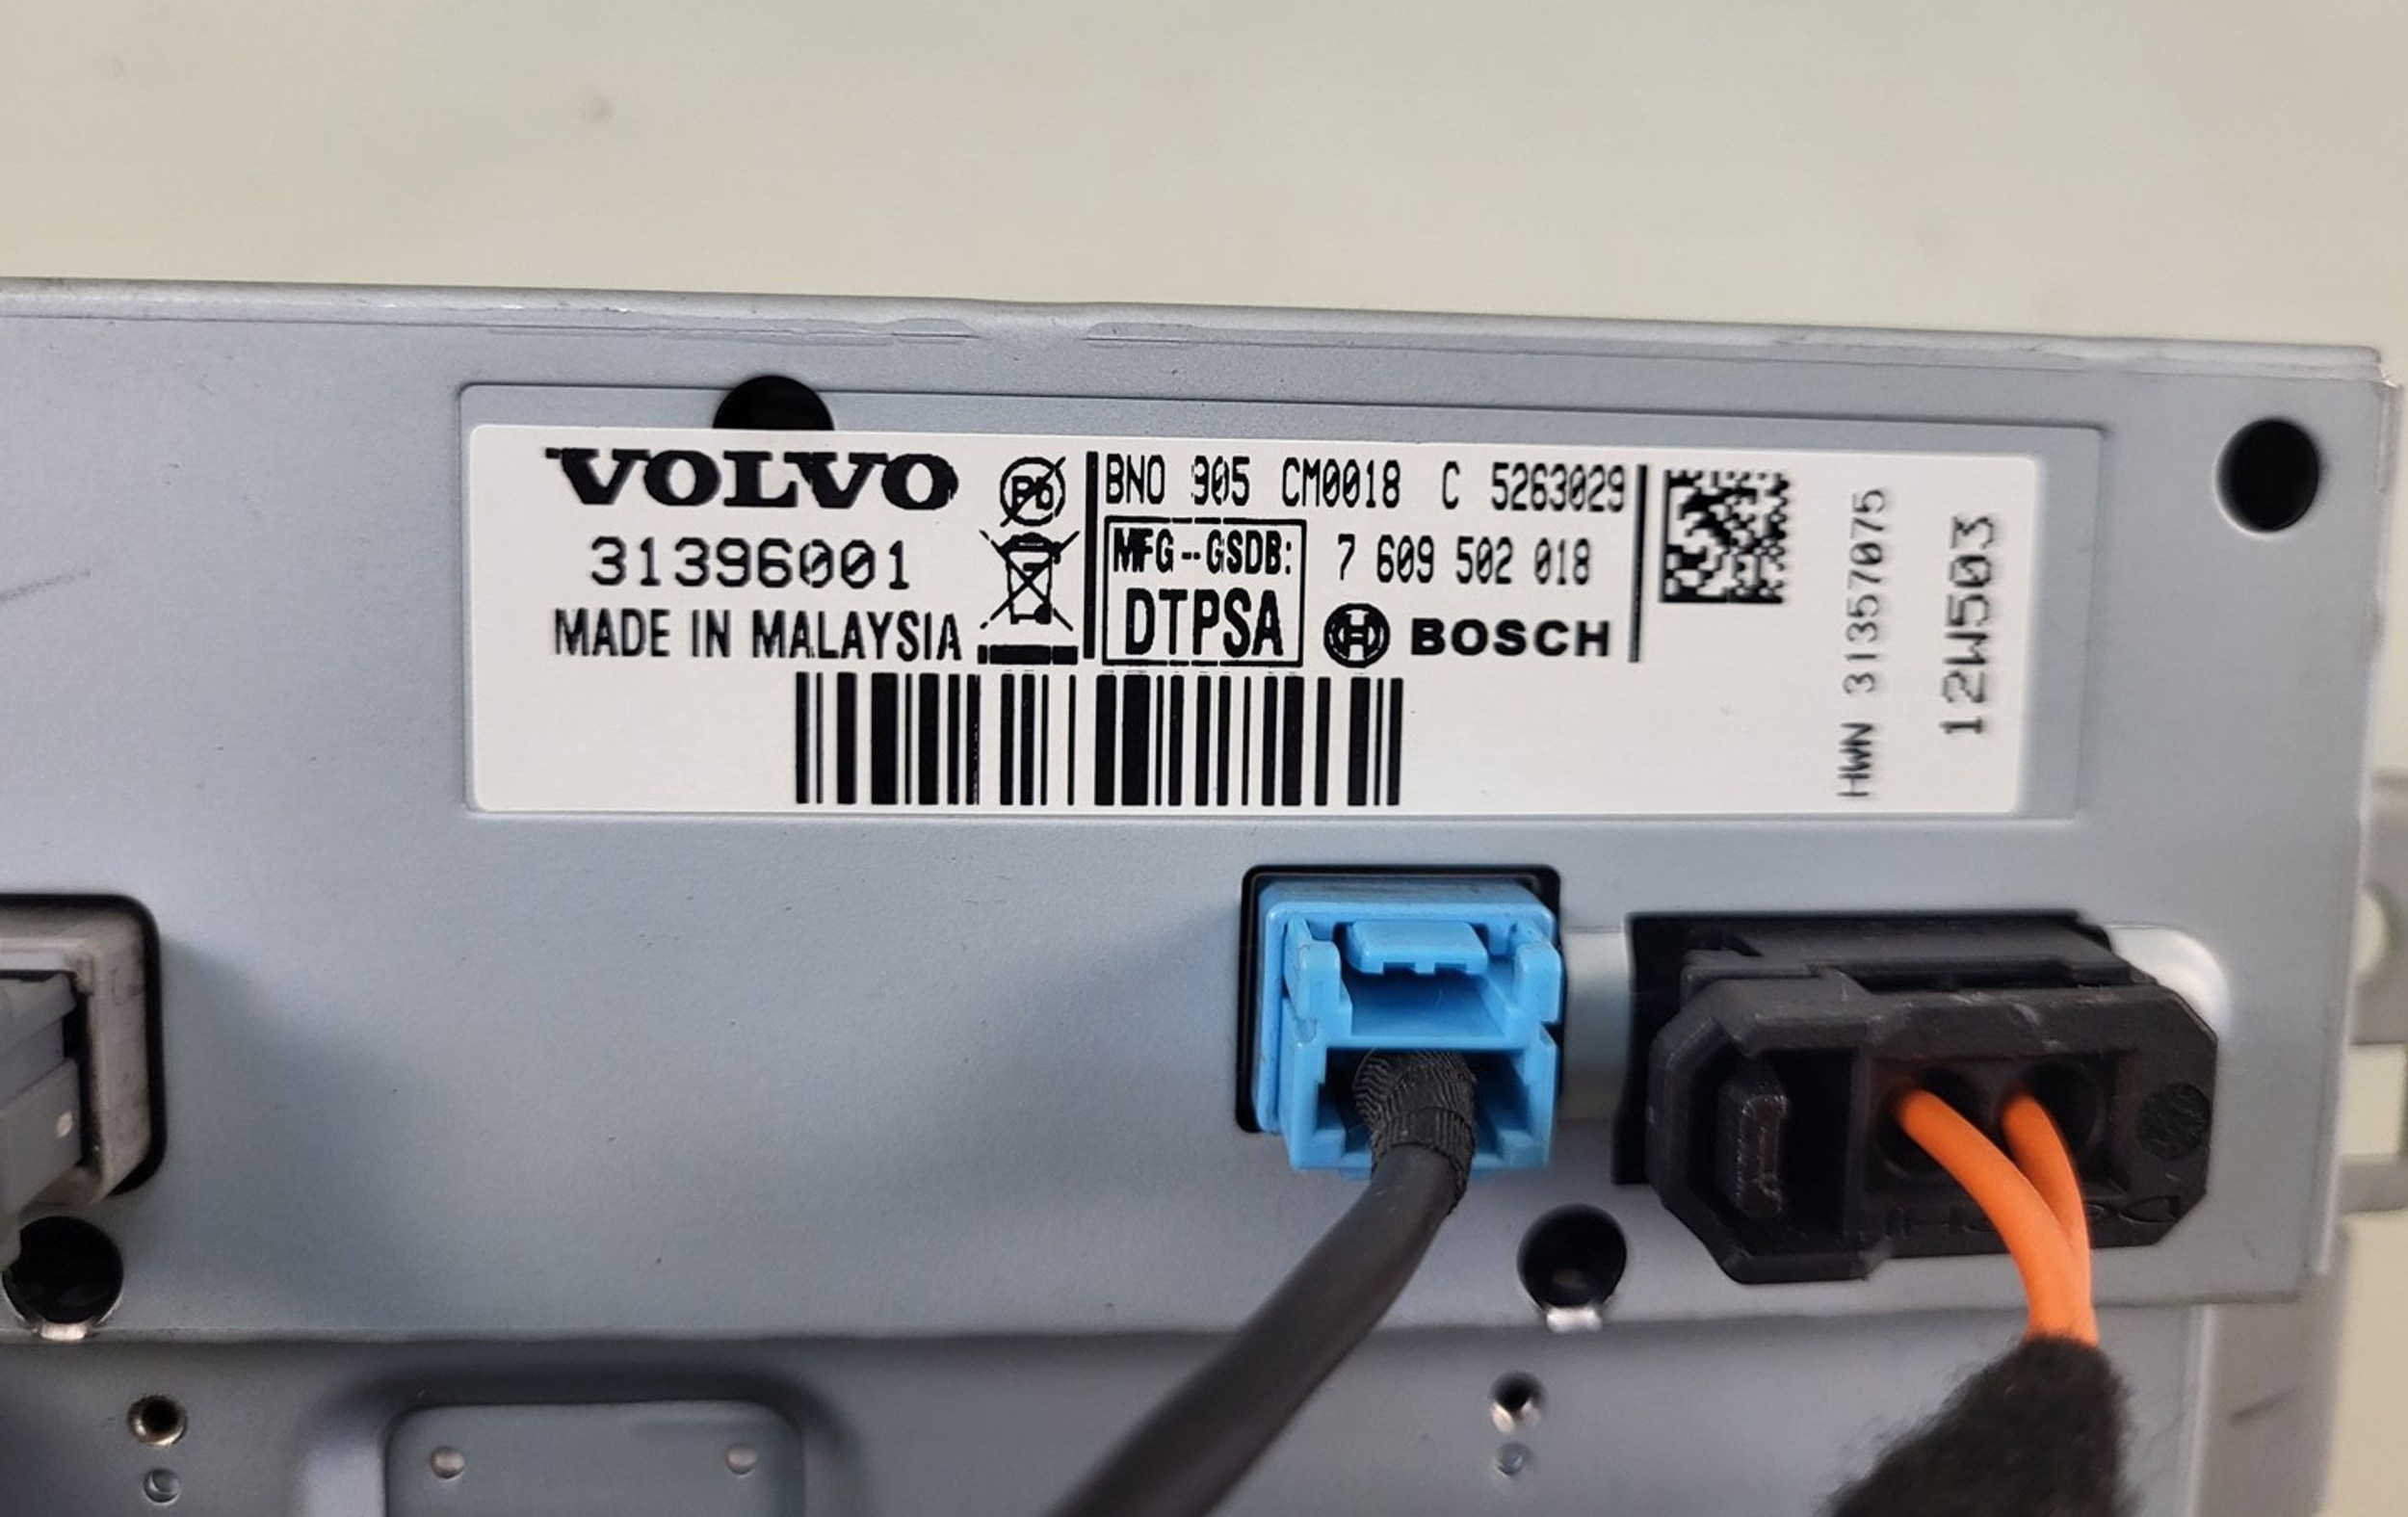 VOLVO
31396001
MADE IN MALAYSIA
Pb
BNO 905 CM0018 C 5263029
MFG--GSDB:
DTPSA
7 609 502 018
BOSCH
HWN 31357075
12W503